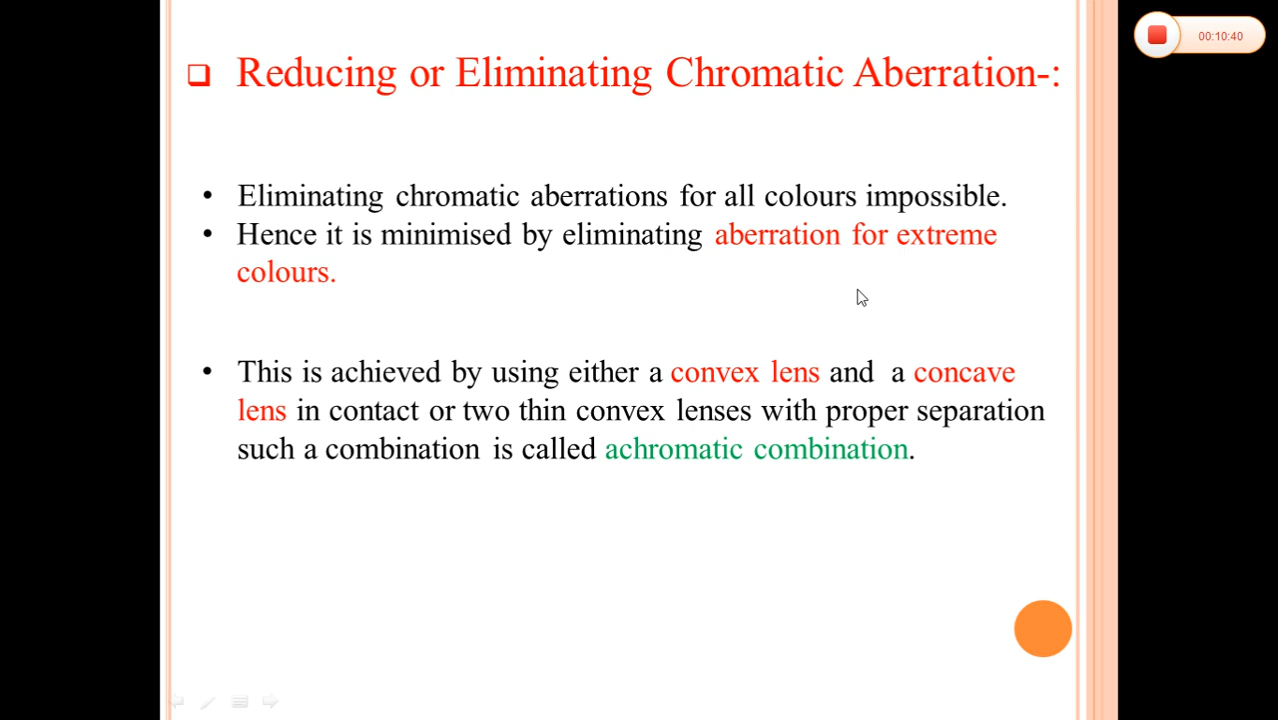 00:10:40
Reducing or Eliminating Chromatic Aberration-:
• Eliminating chromatic aberrations for all colours impossible.
• Hence it is minimised by eliminating aberration for extreme
colours.
• This is achieved by using either a convex lens and a concave
lens in contact or two thin convex lenses with proper separation
such a combination is called achromatic combination.